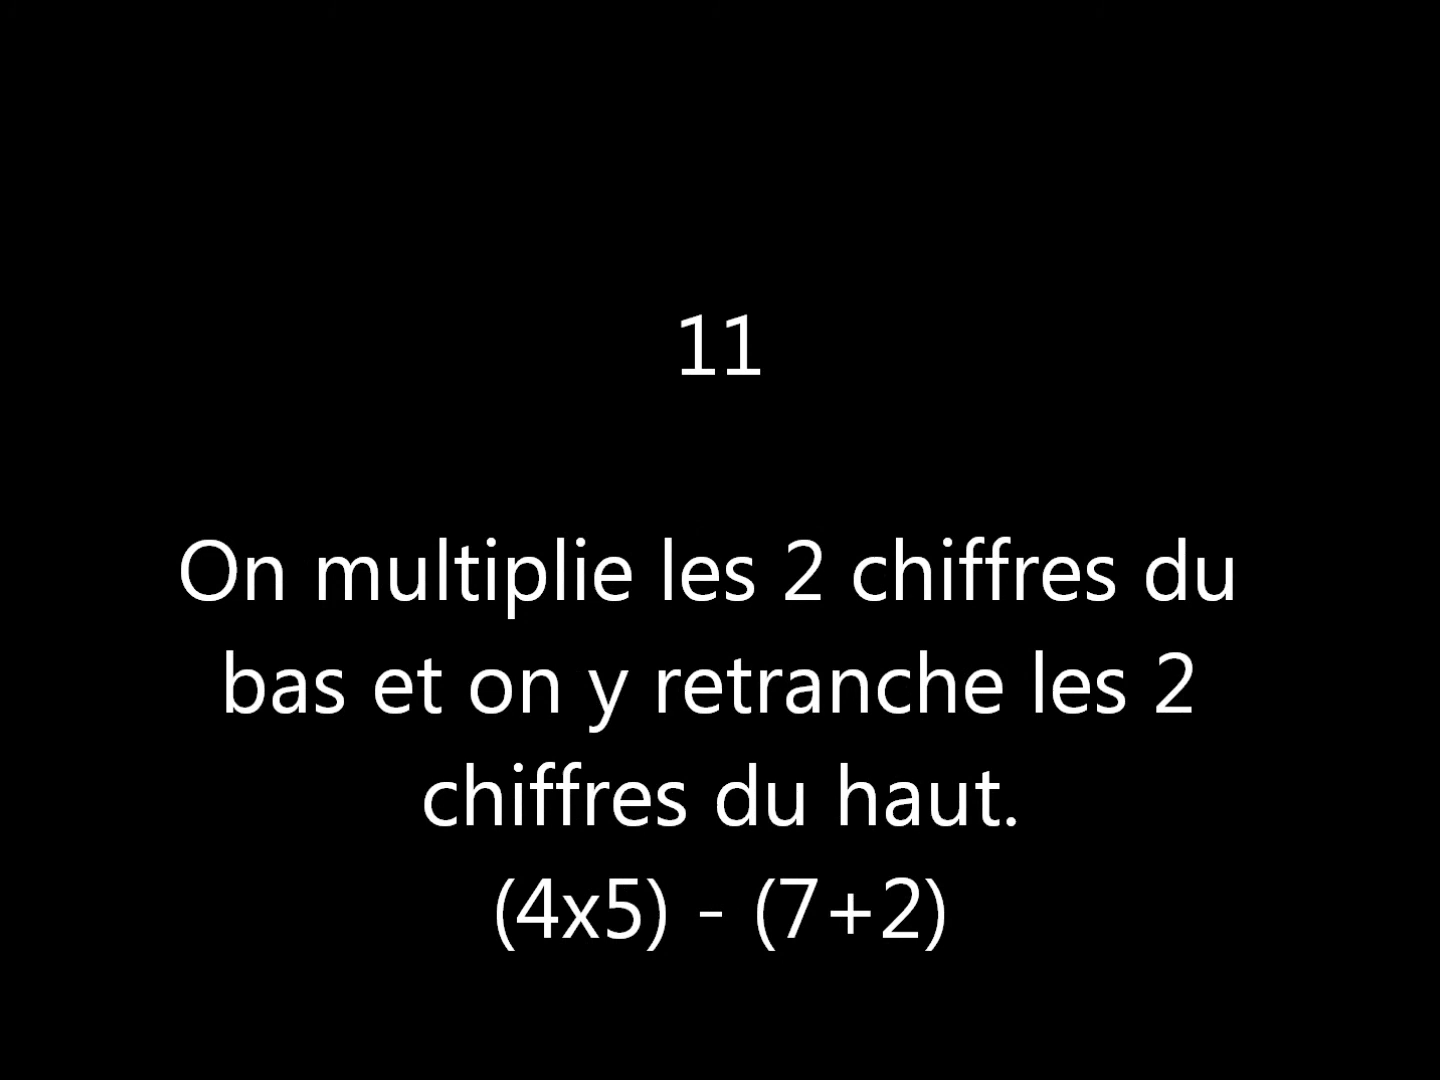 11
On multiplie les 2 chiffres du
bas et on y retranche les 2
chiffres du haut.
(4x5) - (7+2)